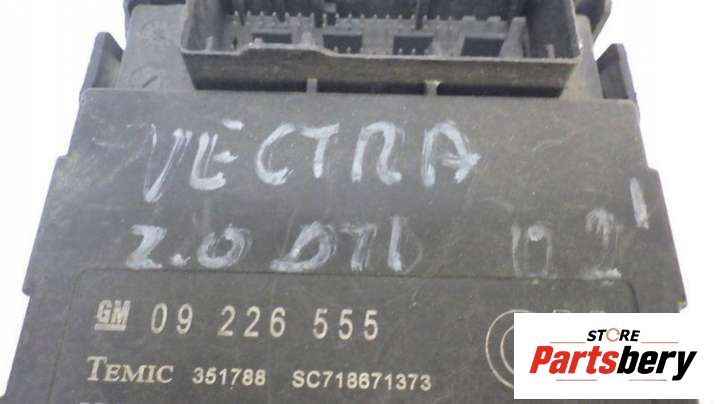 VECTRA
2.0 DTI 02'
GM 09 226 555
TEMIC 351788 SC718671373
STORE
Partsbery